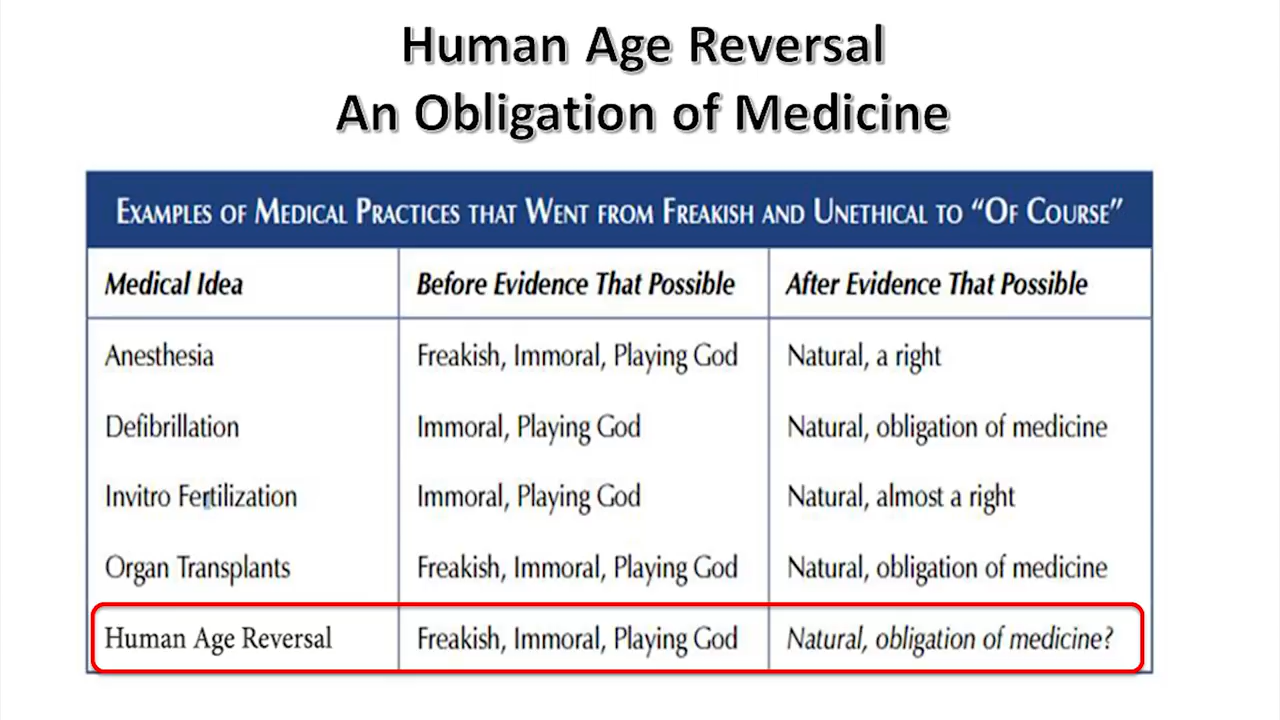 Human Age Reversal
An Obligation of Medicine
EXAMPLES OF MEDICAL PRACTICES THAT WENT FROM FREAKISH AND UNETHICAL TO “OF COURSE”
Medical Idea Before Evidence That Possible After Evidence That Possible
Anesthesia Freakish, Immoral, Playing God Natural, a right
Defibrillation Immoral, Playing God Natural, obligation of medicine
Invitro Fertilization Immoral, Playing God Natural, almost a right
Organ Transplants Freakish, Immoral, Playing God Natural, obligation of medicine
Human Age Reversal Freakish, Immoral, Playing God Natural, obligation of medicine?